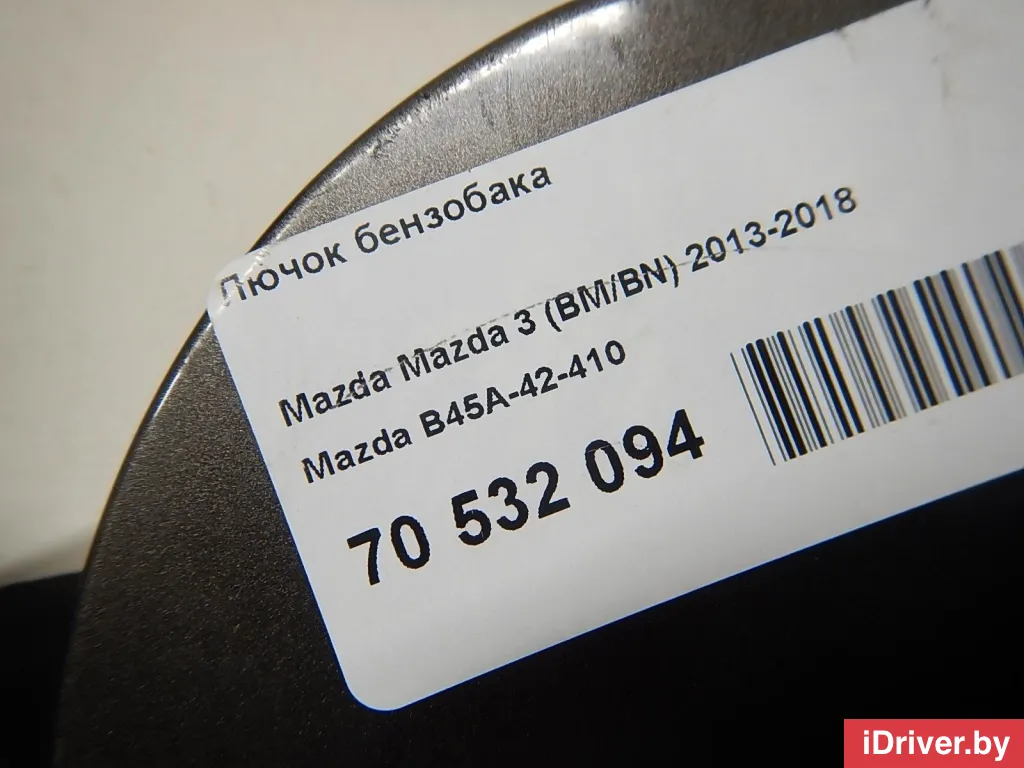 Лючок бензобака
Mazda Mazda 3 (BM/BN) 2013-2018
Mazda B45A-42-410
70 532 094
iDriver.by